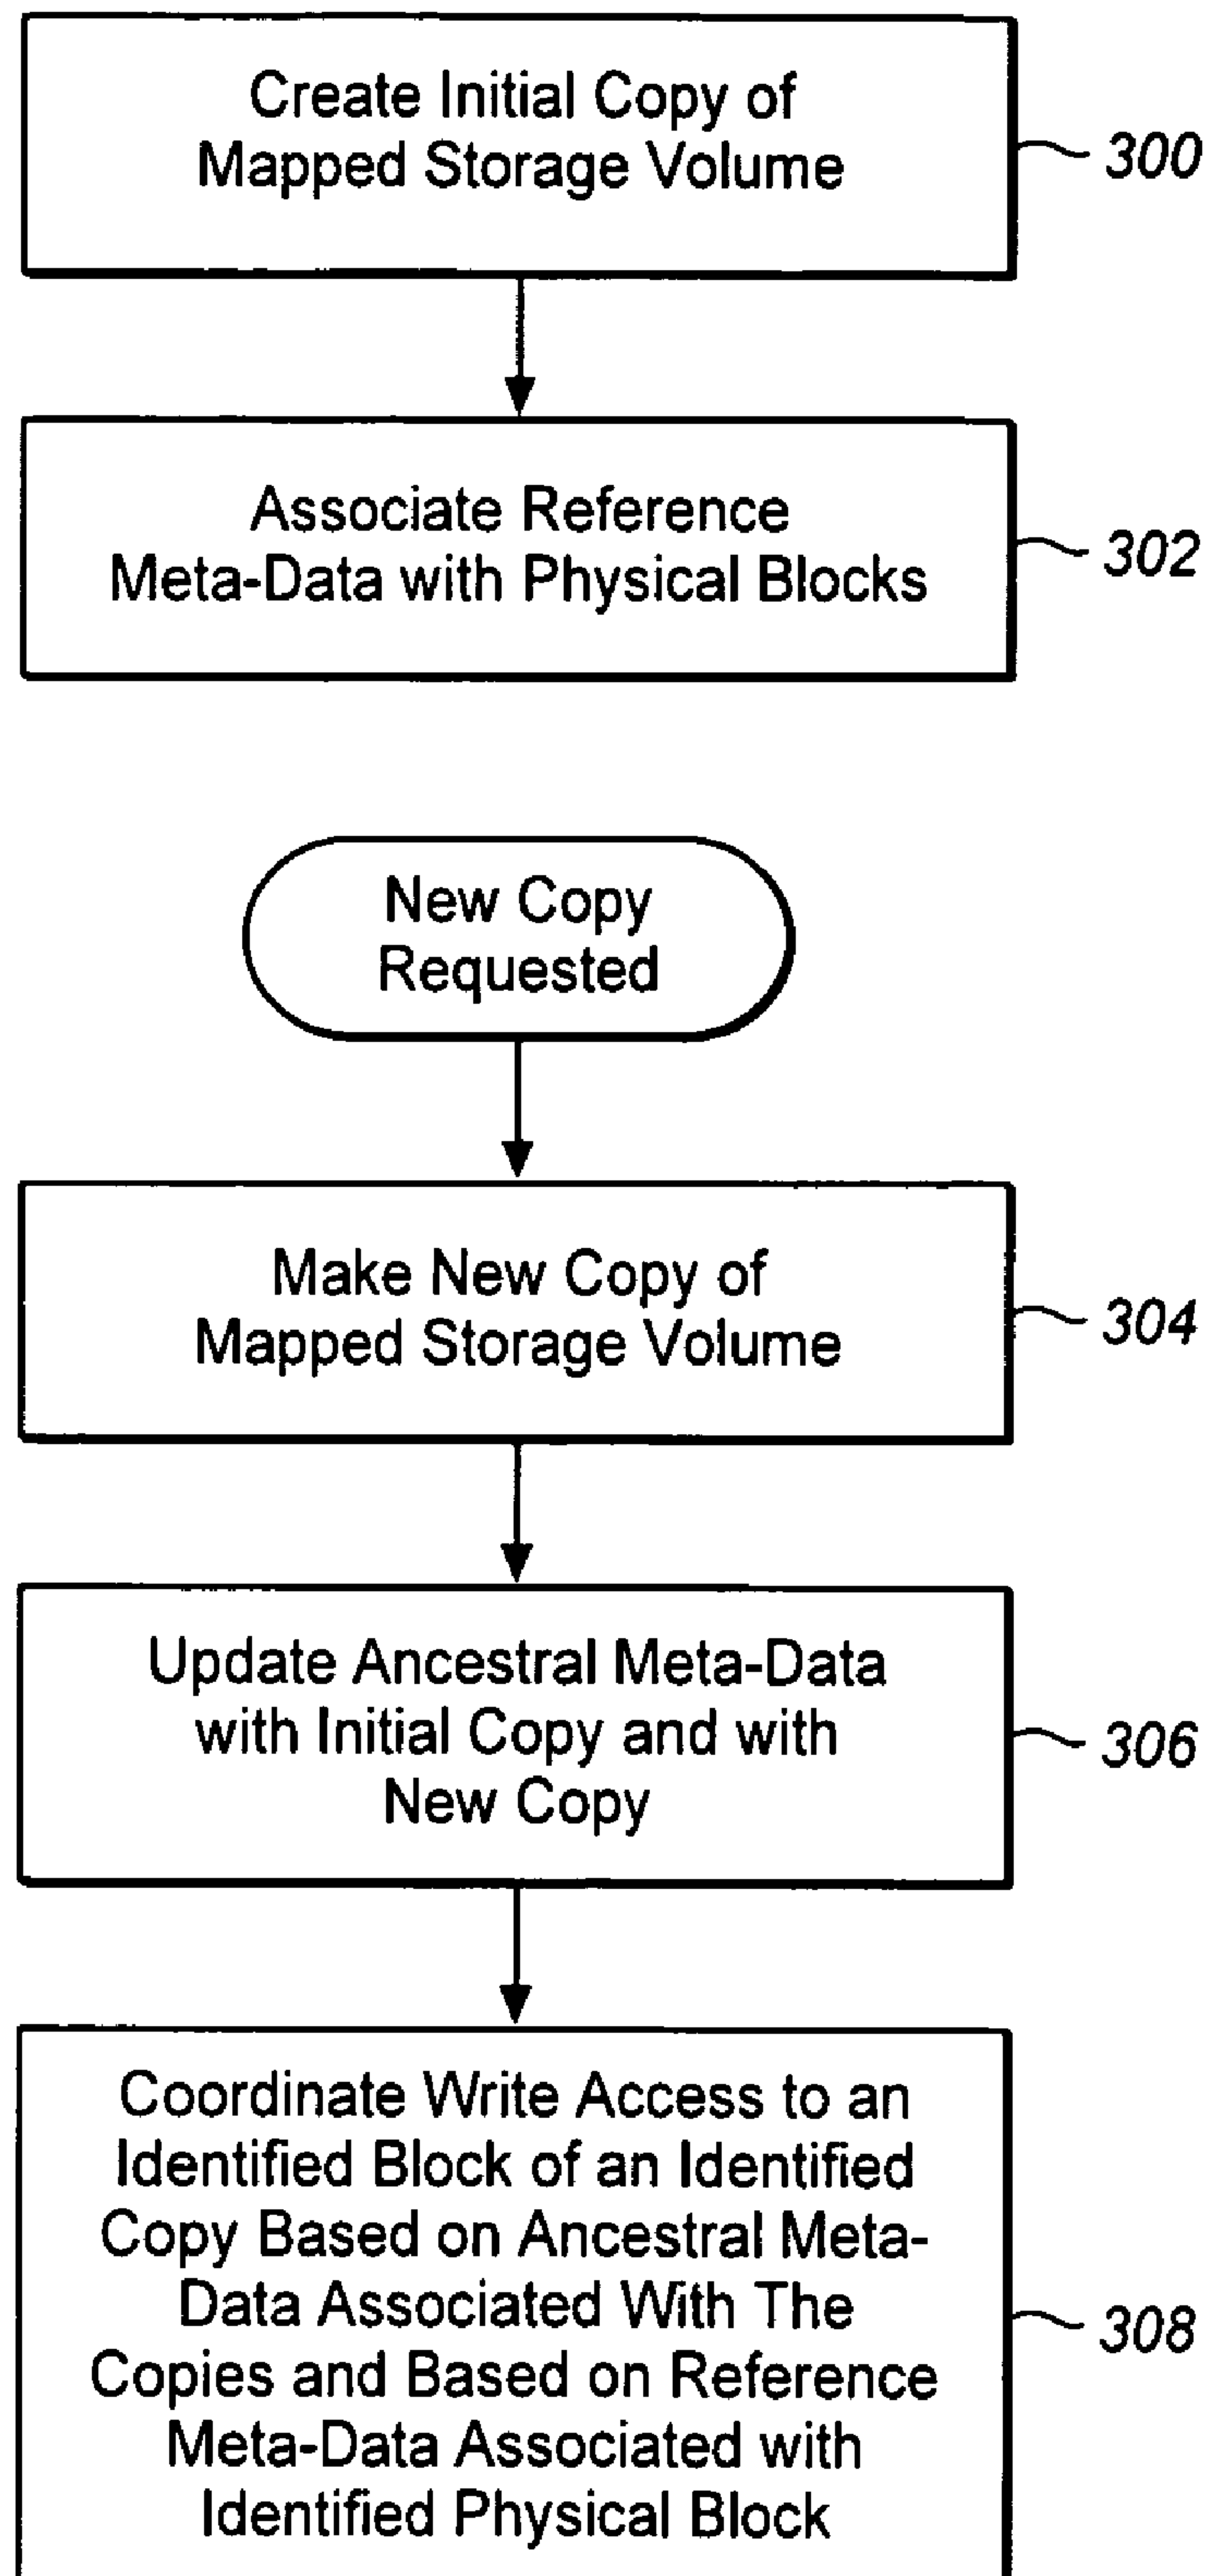 Create Initial Copy of
Mapped Storage Volume
300
Associate Reference
Meta-Data with Physical Blocks
302
New Copy
Requested
Make New Copy of
Mapped Storage Volume
304
Update Ancestral Meta-Data
with Initial Copy and with
New Copy
306
Coordinate Write Access to an
Identified Block of an Identified
Copy Based on Ancestral Meta-
Data Associated With The
Copies and Based on Reference
Meta-Data Associated with
Identified Physical Block
308